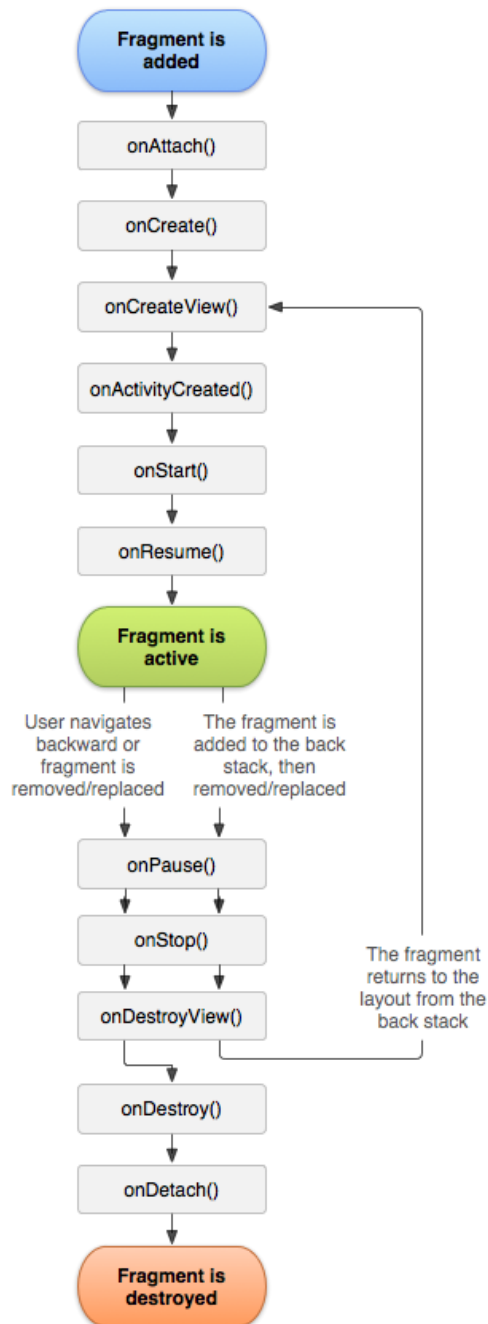 Fragment is
added
onAttach()
onCreate()
onCreateView()
onActivityCreated()
onStart()
onResume()
Fragment is
active
User navigates
backward or
fragment is
removed/replaced
The fragment is
added to the back
stack, then
removed/replaced
onPause()
onStop()
onDestroyView()
The fragment
returns to the
layout from the
back stack
onDestroy()
onDetach()
Fragment is
destroyed